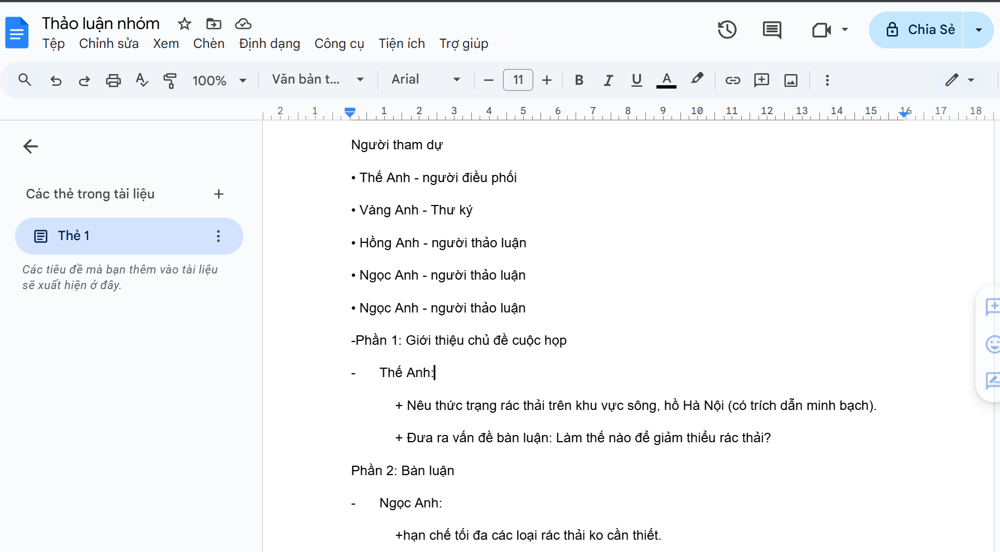 Thảo luận nhóm
Tệp Chỉnh sửa Xem Chèn Định dạng Công cụ Tiện ích Trợ giúp
Chia Sẻ
100% Văn bản t... Arial 11 B I U A
2 1 1 2 3 4 5 6 7 8 9 10 11 12 13 14 15 16 17 18
Các thẻ trong tài liệu
Thẻ 1
Các tiêu đề mà bạn thêm vào tài liệu
sẽ xuất hiện ở đây.
Người tham dự
• Thế Anh - người điều phối
• Vàng Anh - Thư ký
• Hồng Anh - người thảo luận
• Ngọc Anh - người thảo luận
• Ngọc Anh - người thảo luận
-Phần 1: Giới thiệu chủ đề cuộc họp
- Thế Anh:
+ Nêu thức trạng rác thải trên khu vực sông, hồ Hà Nội (có trích dẫn minh bạch).
+ Đưa ra vấn đề bàn luận: Làm thế nào để giảm thiểu rác thải?
Phần 2: Bàn luận
- Ngọc Anh:
+hạn chế tối đa các loại rác thải ko cần thiết.